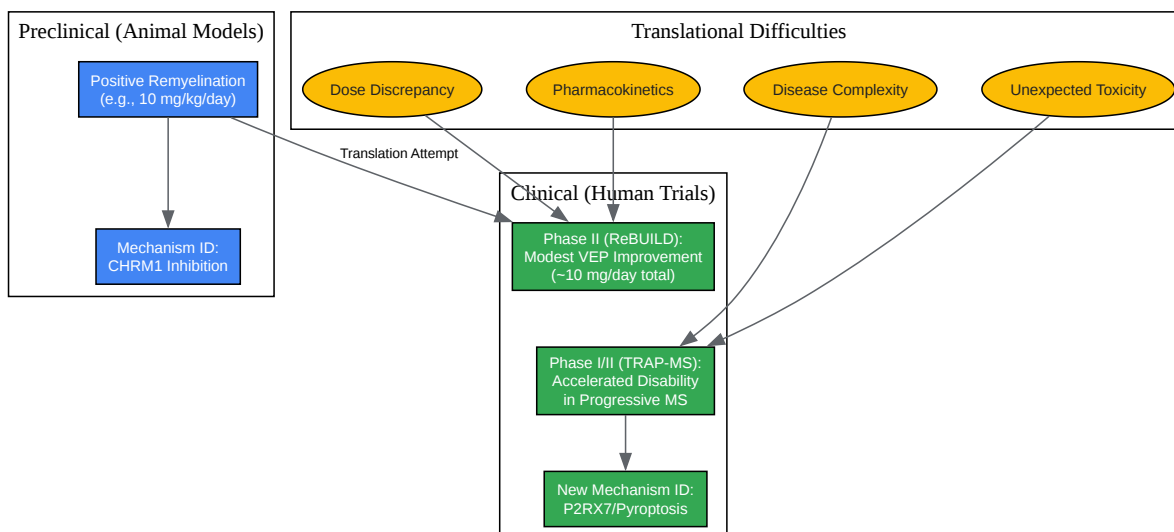 Preclinical (Animal Models)
Positive Remyelination
(e.g., 10 mg/kg/day)
Mechanism ID:
CHRM1 Inhibition
Translational Difficulties
Dose Discrepancy
Pharmacokinetics
Disease Complexity
Unexpected Toxicity
Translation Attempt
Clinical (Human Trials)
Phase II (ReBUILD):
Modest VEP Improvement
(~10 mg/day total)
Phase I/II (TRAP-MS):
Accelerated Disability
in Progressive MS
New Mechanism ID:
P2RX7/Pyroptosis